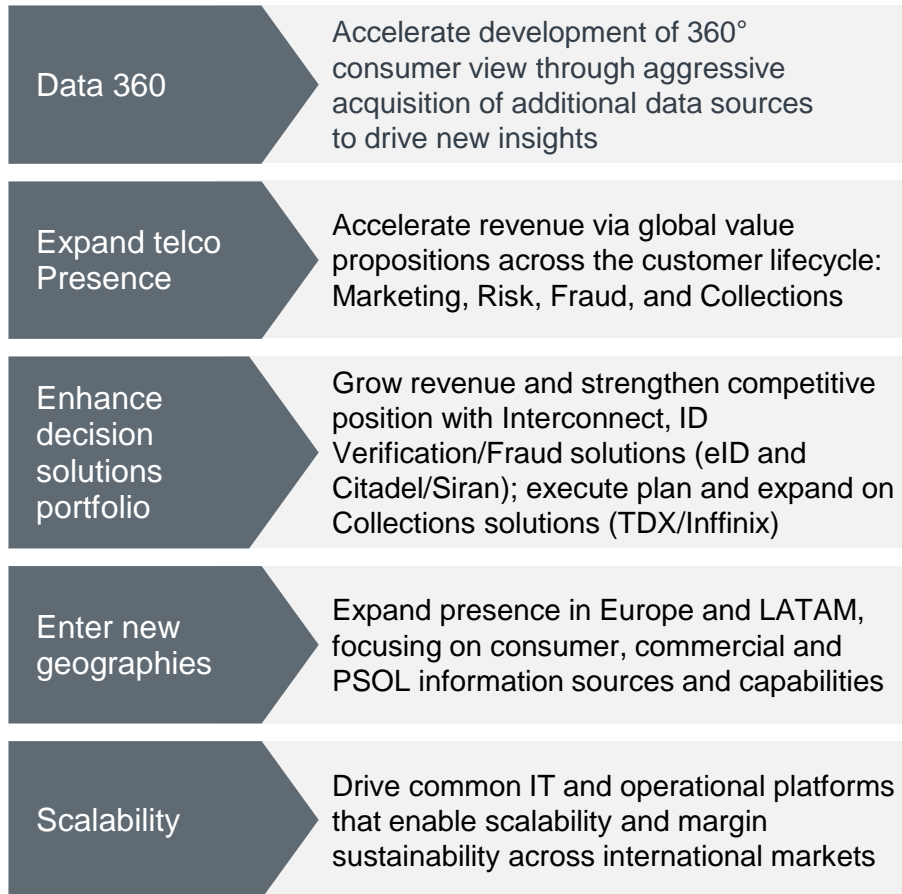 Data 360
Accelerate development of 360°
consumer view through aggressive
acquisition of additional data sources
to drive new insights
Expand telco
Presence
Accelerate revenue via global value
propositions across the customer lifecycle:
Marketing, Risk, Fraud, and Collections
Enhance
decision
solutions
portfolio
Grow revenue and strengthen competitive
position with Interconnect, ID
Verification/Fraud solutions (eID and
Citadel/Siran); execute plan and expand on
Collections solutions (TDX/Inffinix)
Enter new
geographies
Expand presence in Europe and LATAM,
focusing on consumer, commercial and
PSOL information sources and capabilities
Scalability
Drive common IT and operational platforms
that enable scalability and margin
sustainability across international markets